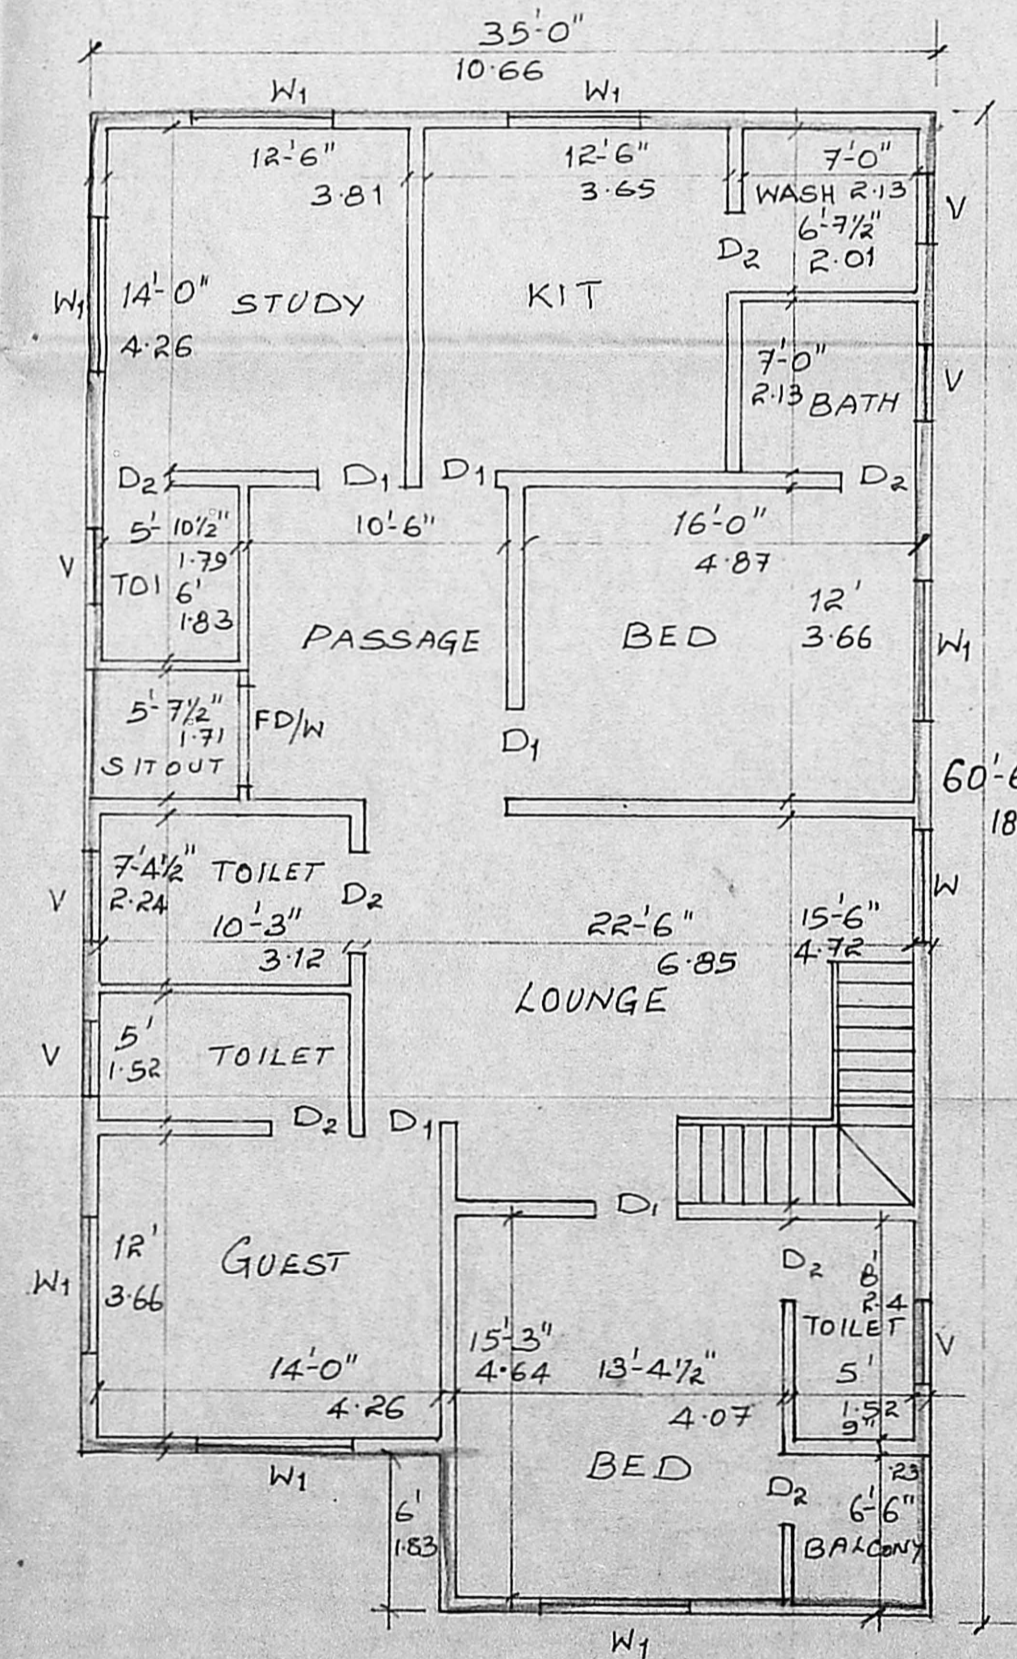 35'-0"
10.66
W1 W1
12'-6" 12'-6" 7'-0"
3.81 3.65 WASH 2.13
V
6'-7½"
D2 2.01
W1 14'-0" STUDY KIT
4.26
7'-0"
2.13 BATH V
D2 D1 D1 D2
5'-10½" 10'-6" 16'-0"
1.79 4.87
V TOI 6'
1.83
12'
PASSAGE BED 3.66 W1
5'-7½" FD/W
1.71 D1
SITOUT
60'-6
18
7'-4½" TOILET
V 2.24 D2 W
10'-3" 22'-6" 15'-6"
3.12 6.85 4.72
LOUNGE
V 5' TOILET
1.52
D2 D1
D1
12' GUEST D2 8'
W1 3.66 2.4
TOILET V
15'-3"
14'-0" 4.64 13'-4½" 5'
4.26 4.07 1.52
9"
BED .23
W1 D2 6'-6"
6'
1.83 BALCONY
W1